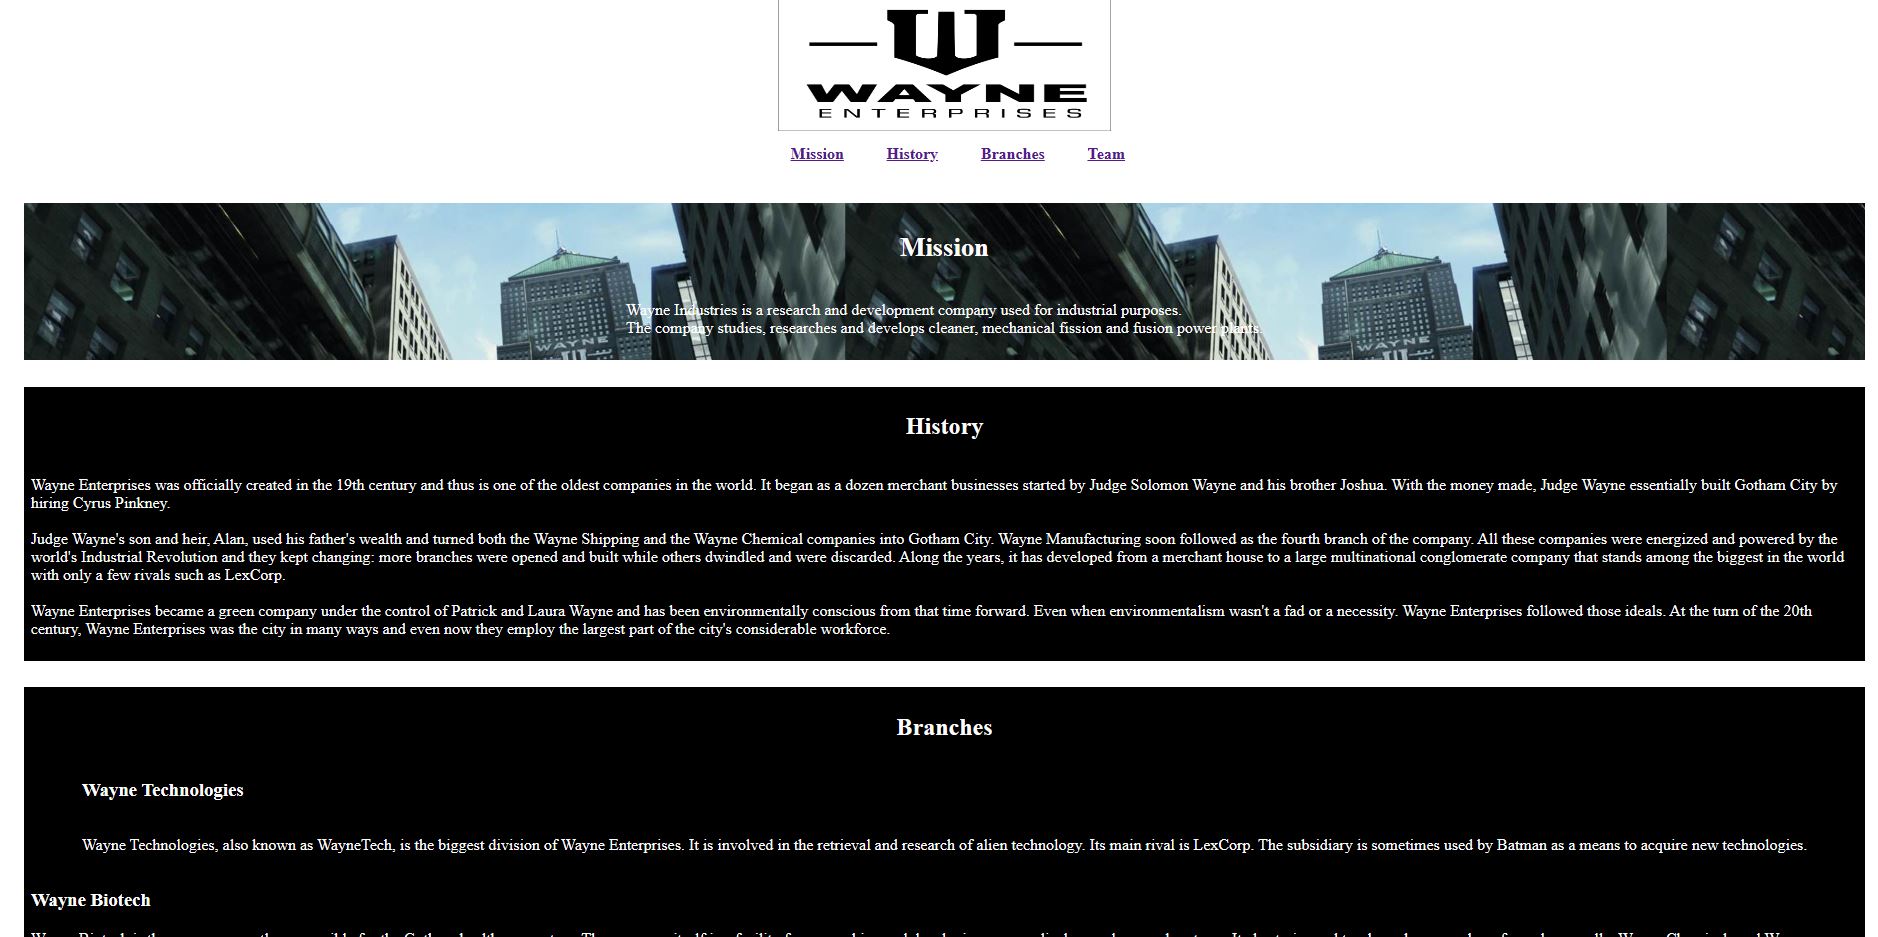 WAYNE
ENTERPRISES
Mission History Branches Team
Mission
Wayne Industries is a research and development company used for industrial purposes.
The company studies, researches and develops cleaner, mechanical fission and fusion power plants.
WAYNE
WAYNE
History
Wayne Enterprises was officially created in the 19th century and thus is one of the oldest companies in the world. It began as a dozen merchant businesses started by Judge Solomon Wayne and his brother Joshua. With the money made, Judge Wayne essentially built Gotham City by
hiring Cyrus Pinkney.
Judge Wayne's son and heir, Alan, used his father's wealth and turned both the Wayne Shipping and the Wayne Chemical companies into Gotham City. Wayne Manufacturing soon followed as the fourth branch of the company. All these companies were energized and powered by the
world's Industrial Revolution and they kept changing: more branches were opened and built while others dwindled and were discarded. Along the years, it has developed from a merchant house to a large multinational conglomerate company that stands among the biggest in the world
with only a few rivals such as LexCorp.
Wayne Enterprises became a green company under the control of Patrick and Laura Wayne and has been environmentally conscious from that time forward. Even when environmentalism wasn't a fad or a necessity. Wayne Enterprises followed those ideals. At the turn of the 20th
century, Wayne Enterprises was the city in many ways and even now they employ the largest part of the city's considerable workforce.
Branches
Wayne Technologies
Wayne Technologies, also known as WayneTech, is the biggest division of Wayne Enterprises. It is involved in the retrieval and research of alien technology. Its main rival is LexCorp. The subsidiary is sometimes used by Batman as a means to acquire new technologies.
Wayne Biotech